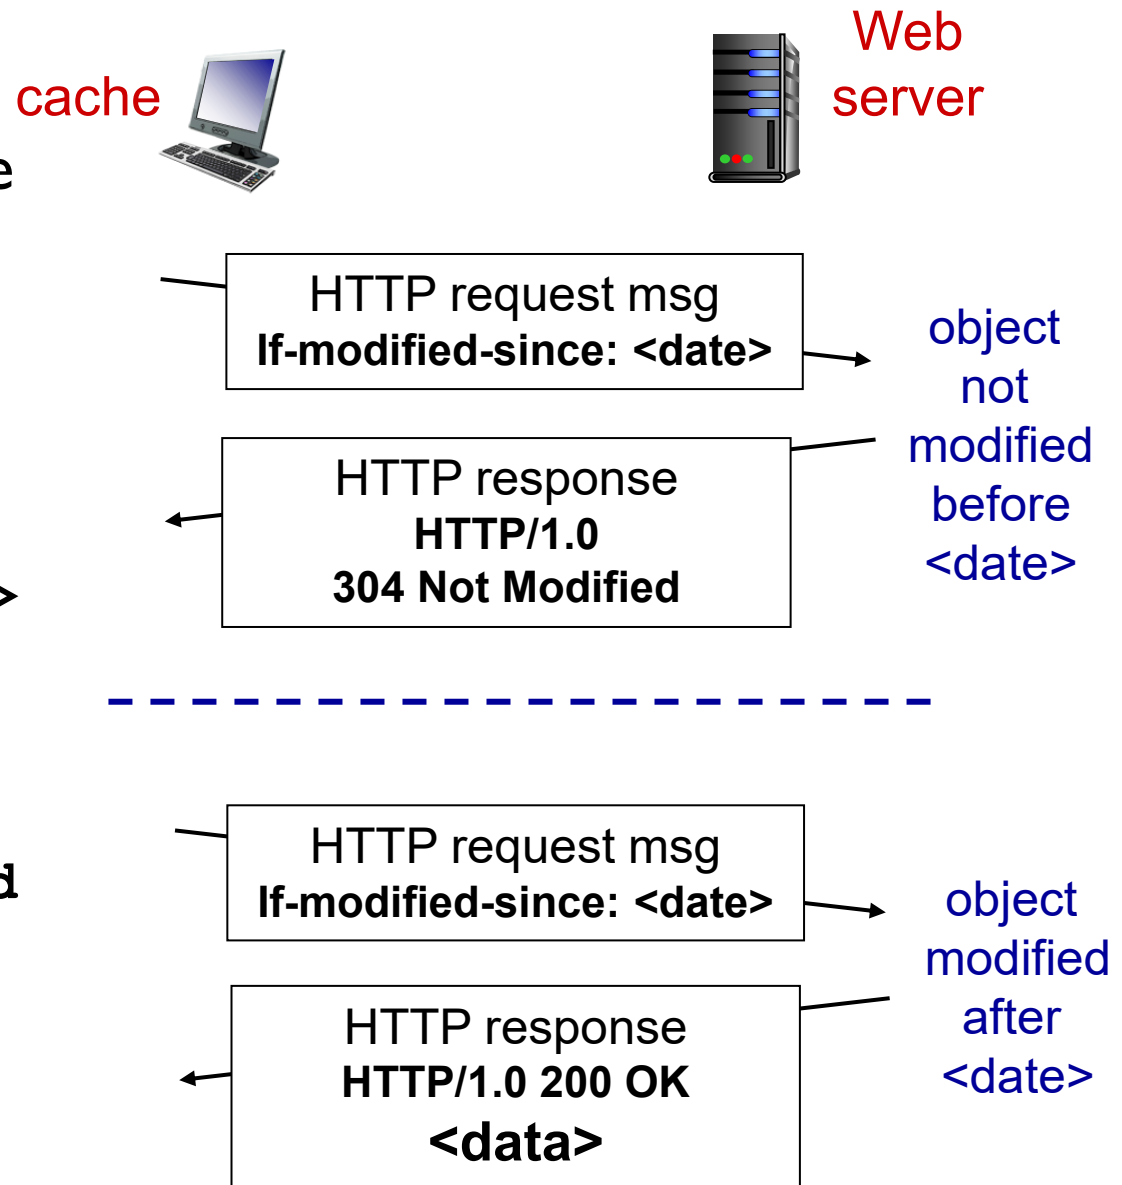 Web
server
cache
e
HTTP request msg
If-modified-since: <date>
object
not
modified
before
<date>
HTTP response
HTTP/1.0
304 Not Modified
>
HTTP request msg
If-modified-since: <date>
d
object
modified
after
<date>
HTTP response
HTTP/1.0 200 OK
<data>